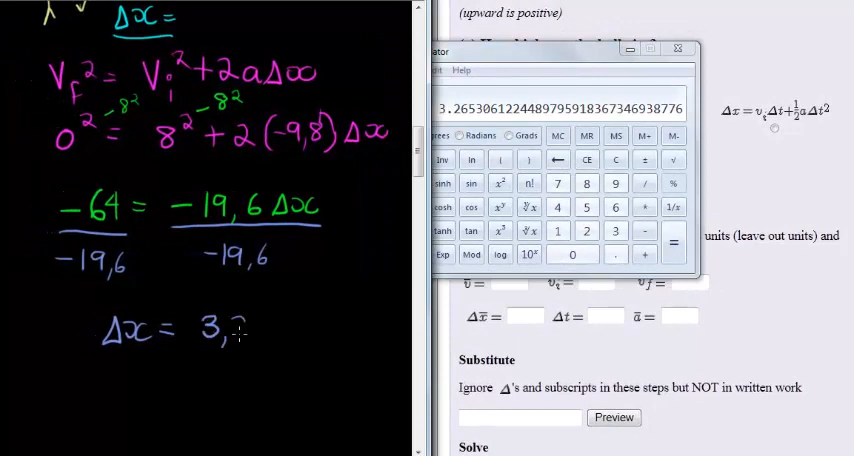 Δx =
Vf² = Vi² + 2aΔx
-8² -8²
0² = 8² + 2(-9,8)Δx
-64 = -19,6Δx
-19,6 -19,6
Δx = 3,
(upward is positive)
ator
dit Help
3.2653061224489795918367346938776
rees Radians Grads MC MR MS M+ M-
Inv ln ( ) ← CE C ± √
sinh sin x² n! 7 8 9 / %
cosh cos xʸ ʸ√x 4 5 6 * 1/x
tanh tan x³ ³√x 1 2 3 - =
Exp Mod log 10ˣ 0 . +
Δx = vᵢΔt + ½aΔt²
units (leave out units) and
v̅ = vᵢ = vf =
Δx̅ = Δt = a̅ =
Substitute
Ignore Δ's and subscripts in these steps but NOT in written work
Preview
Solve